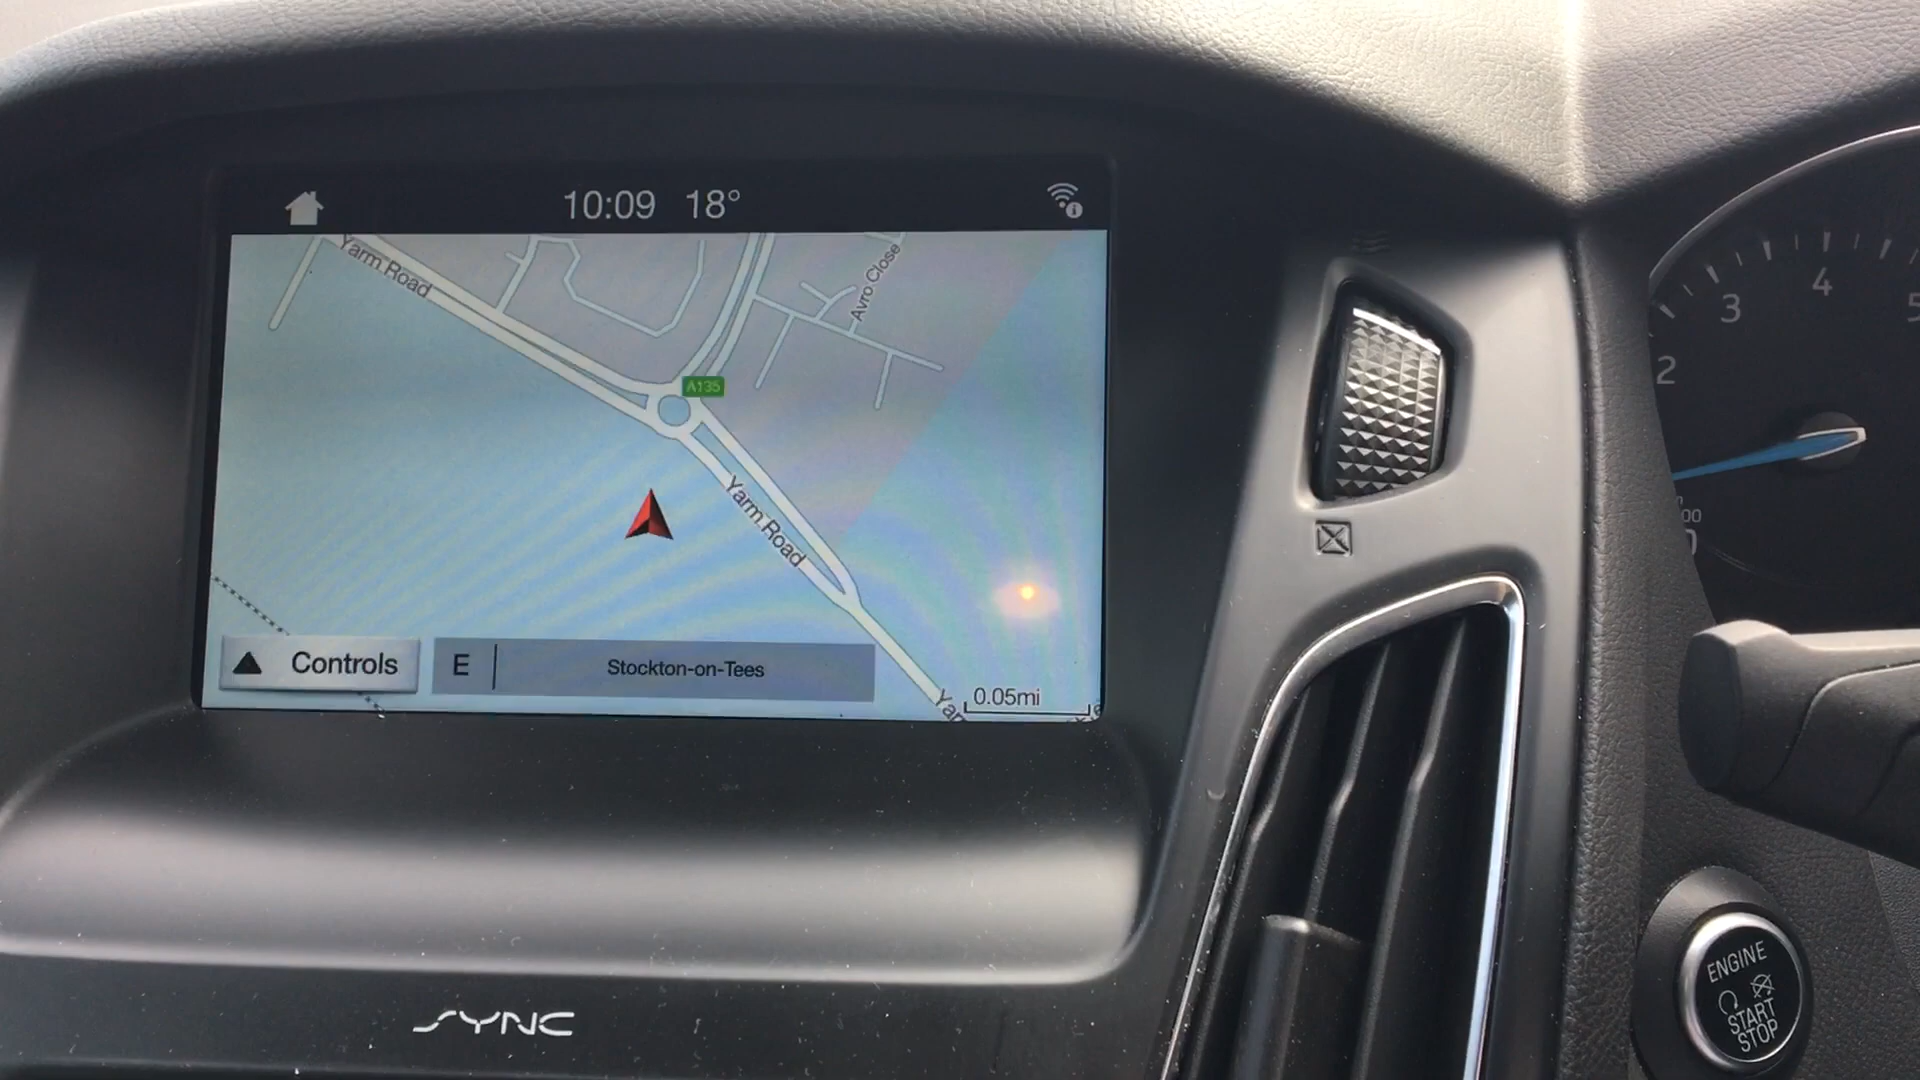 10:09 18°
Yarm Road
Avro Close
A135
Yarm Road
Controls
E
Stockton-on-Tees
0.05mi
SYNC
2
3
4
5
ENGINE
START
STOP